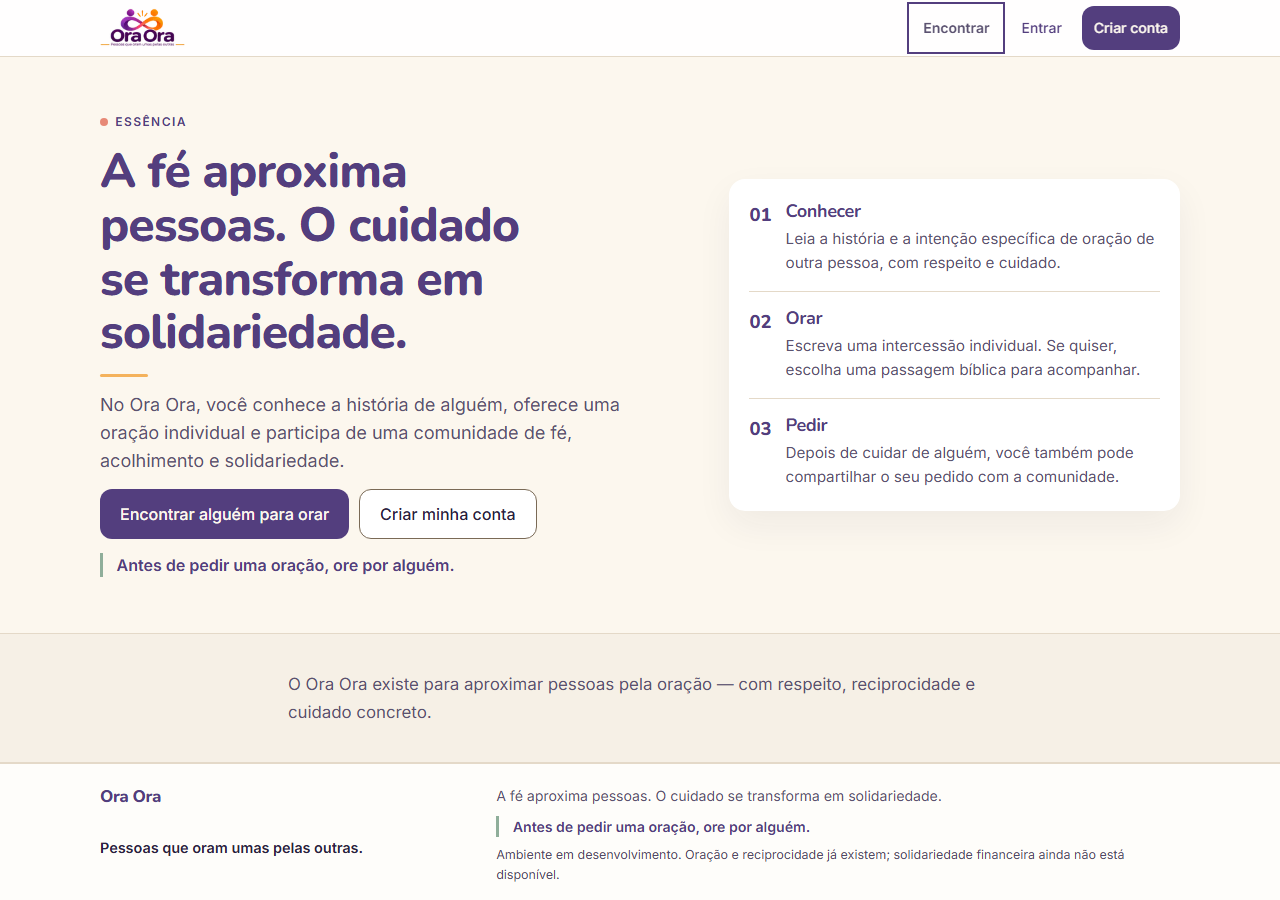 Ora Ora
Pessoas que oram umas pelas outras
Encontrar
Entrar
Criar conta
ESSÊNCIA
A fé aproxima
pessoas. O cuidado
se transforma em
solidariedade.
No Ora Ora, você conhece a história de alguém, oferece uma
oração individual e participa de uma comunidade de fé,
acolhimento e solidariedade.
Encontrar alguém para orar
Criar minha conta
Antes de pedir uma oração, ore por alguém.
01
Conhecer
Leia a história e a intenção específica de oração de
outra pessoa, com respeito e cuidado.
02
Orar
Escreva uma intercessão individual. Se quiser,
escolha uma passagem bíblica para acompanhar.
03
Pedir
Depois de cuidar de alguém, você também pode
compartilhar o seu pedido com a comunidade.
O Ora Ora existe para aproximar pessoas pela oração — com respeito, reciprocidade e
cuidado concreto.
Ora Ora
Pessoas que oram umas pelas outras.
A fé aproxima pessoas. O cuidado se transforma em solidariedade.
Antes de pedir uma oração, ore por alguém.
Ambiente em desenvolvimento. Oração e reciprocidade já existem; solidariedade financeira ainda não está
disponível.